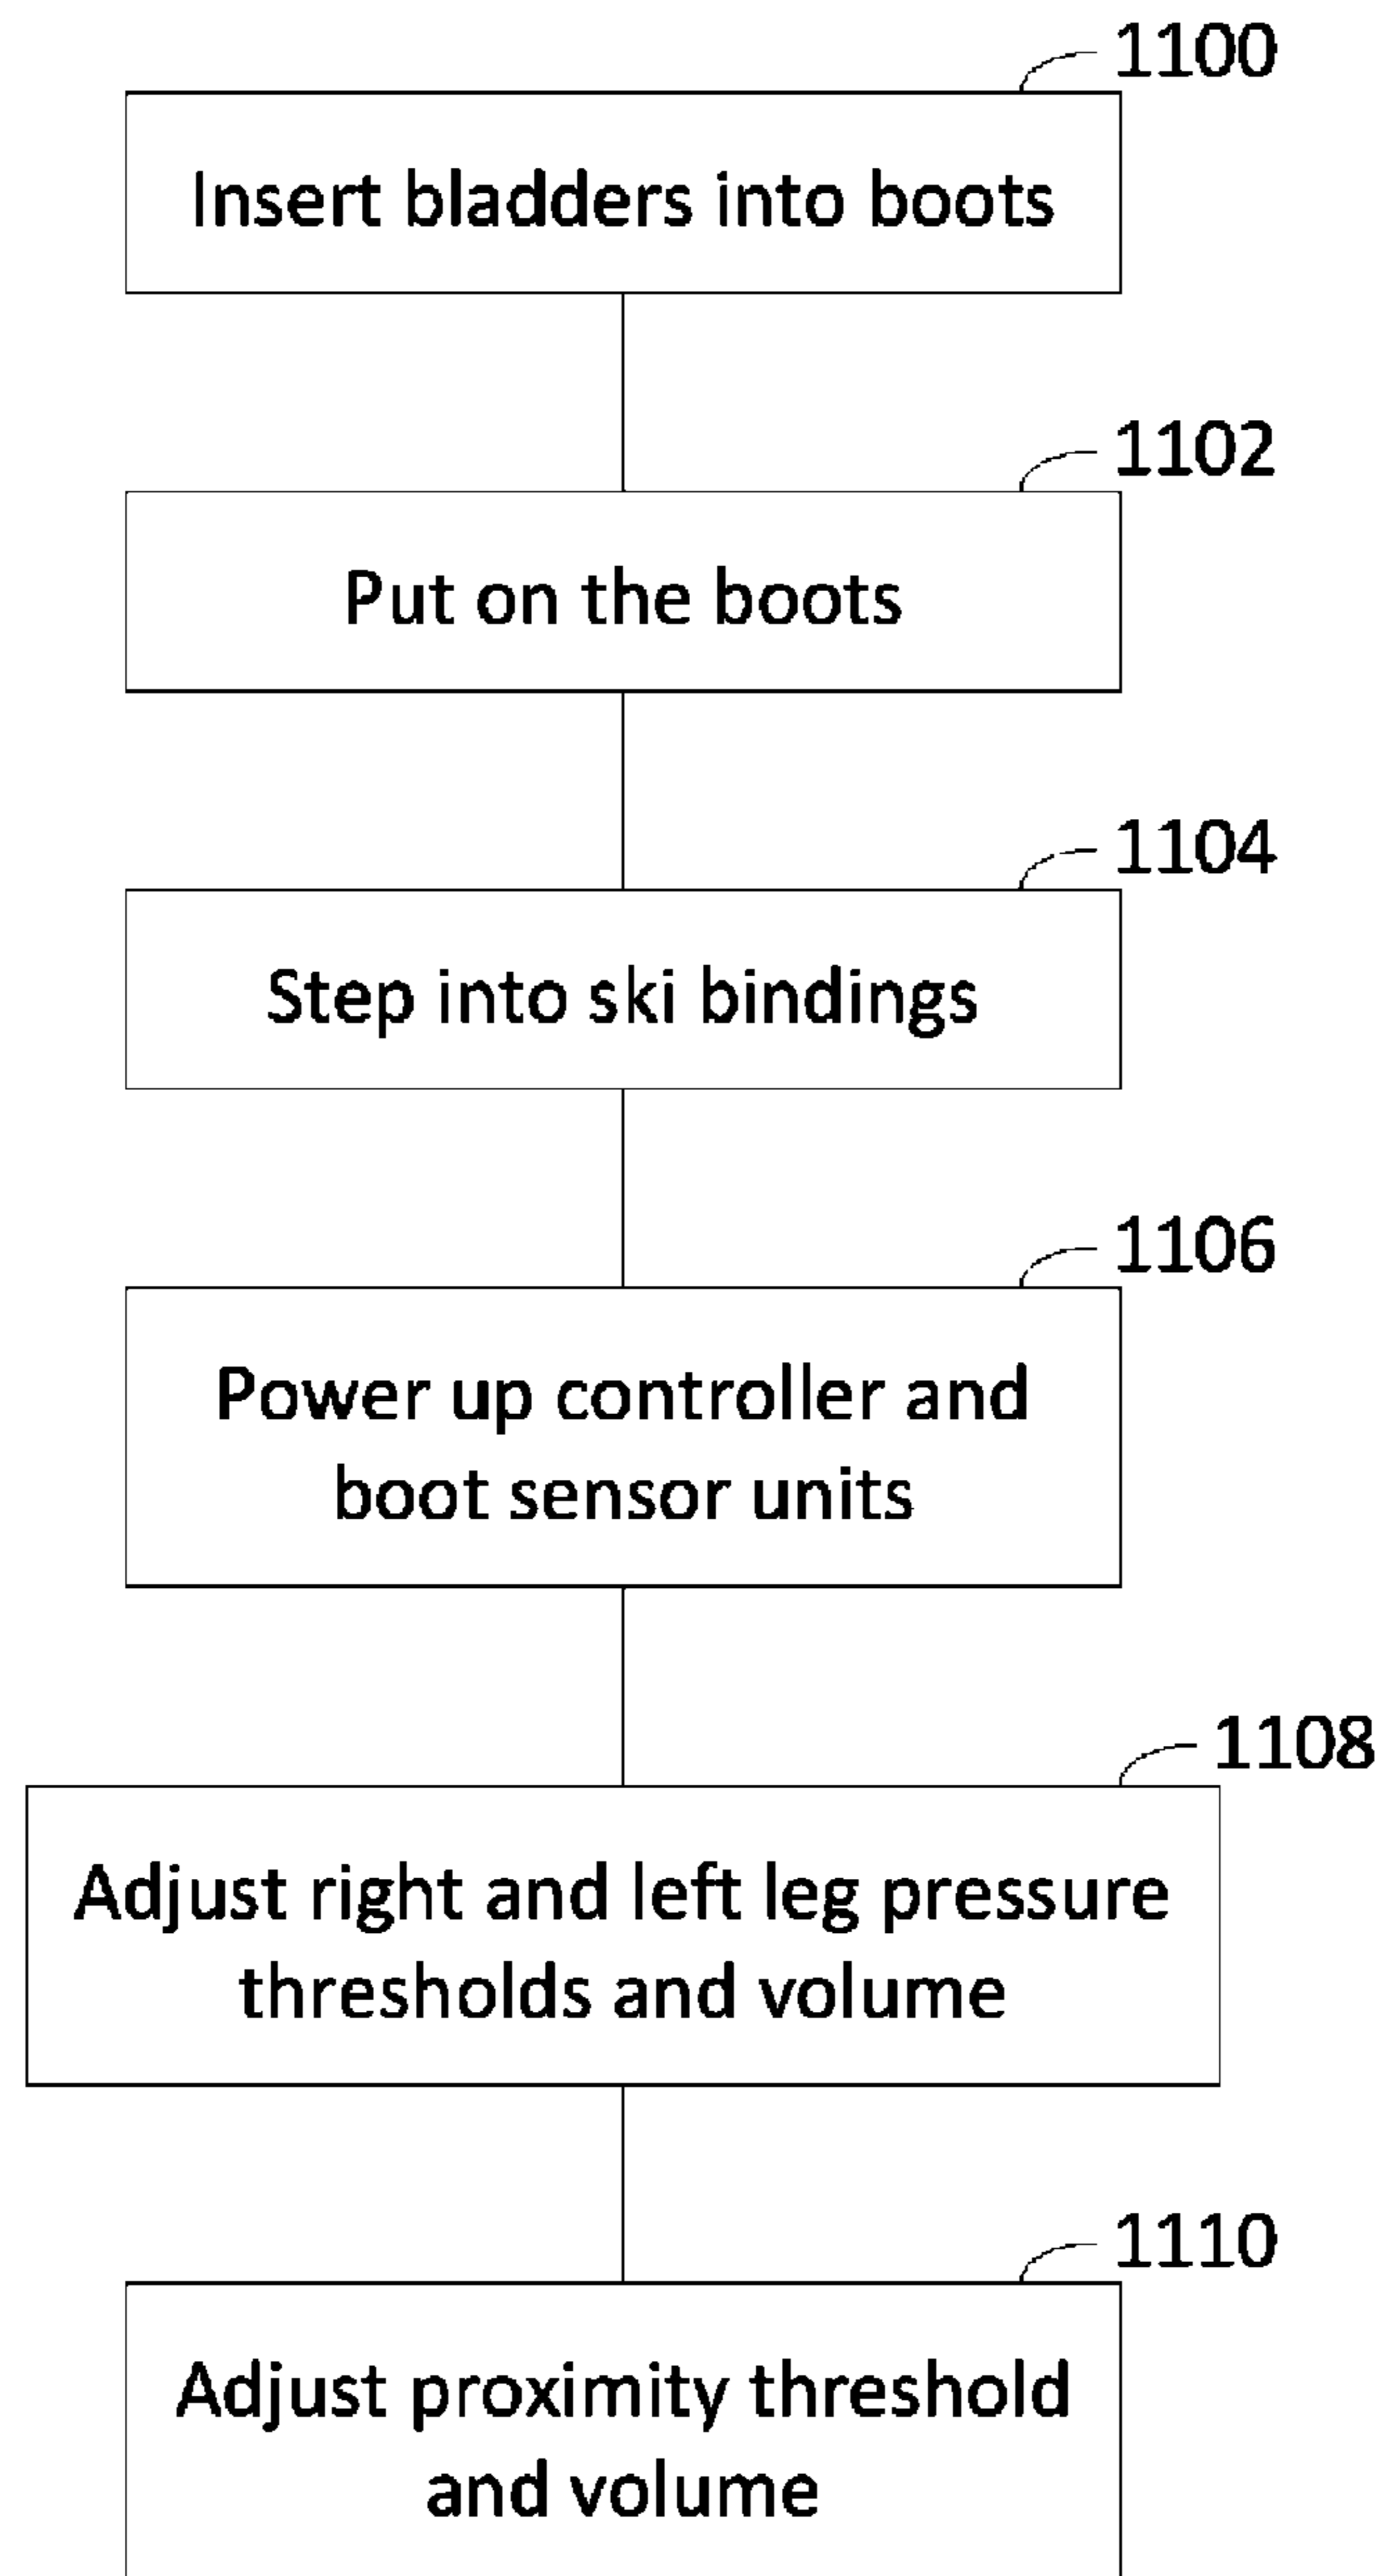 1100
Insert bladders into boots
1102
Put on the boots
1104
Step into ski bindings
1106
Power up controller and
boot sensor units
1108
Adjust right and left leg pressure
thresholds and volume
1110
Adjust proximity threshold
and volume